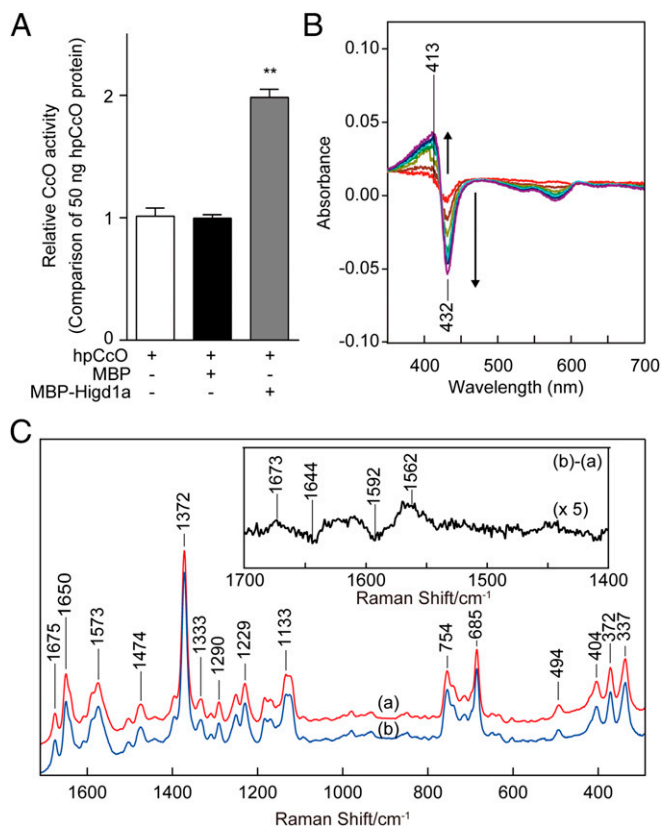 A
Relative CcO activity
(Comparison of 50 ng hpCcO protein)
2
1
0
**
hpCcO + + +
MBP - + -
MBP-Higd1a - - +
B
Absorbance
0.10
0.05
0.00
-0.05
-0.10
413
432
400 500 600 700
Wavelength (nm)
C
1675
1650
1573
1474
1372
1333
1290
1229
1133
754
685
494
404
372
337
(a)
(b)
1600 1400 1200 1000 800 600 400
Raman Shift/cm-1
1673
1644
1592
1562
(b)-(a)
(x 5)
1700 1600 1500 1400
Raman Shift/cm-1